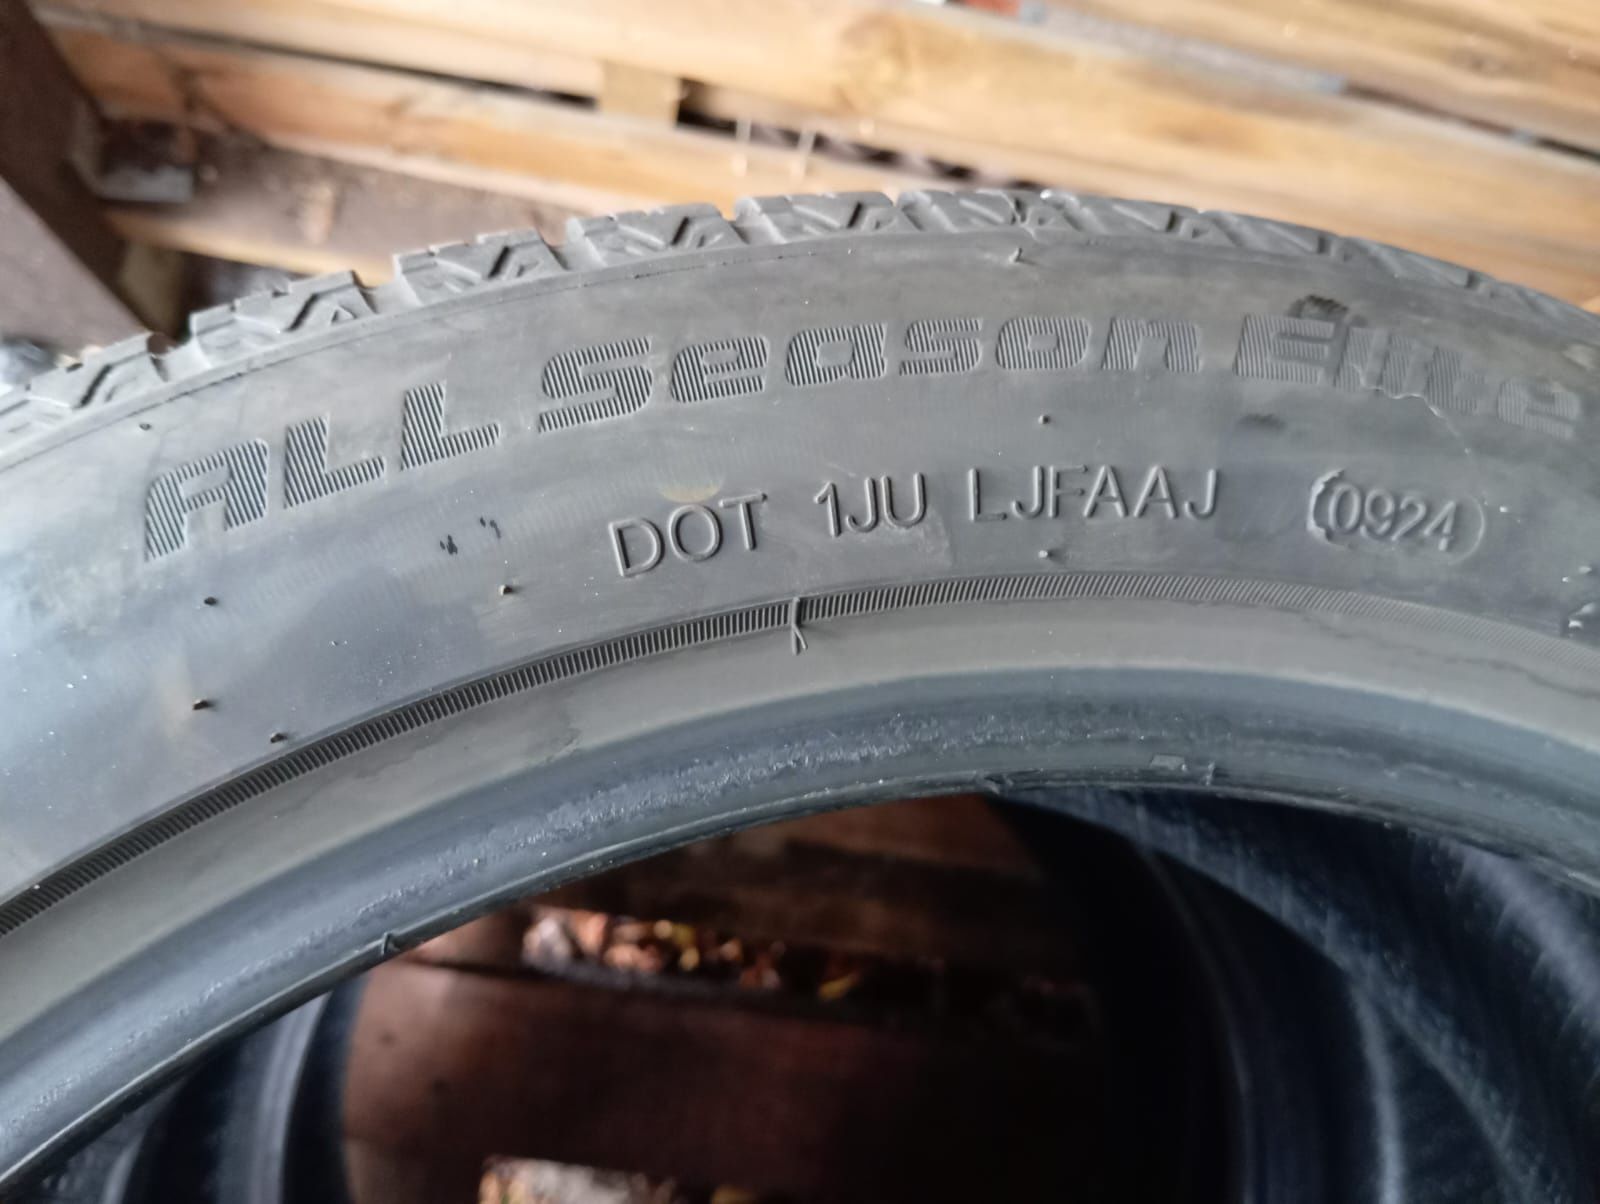 ALL Season Elite
DOT 1JU LJFAAJ 0924